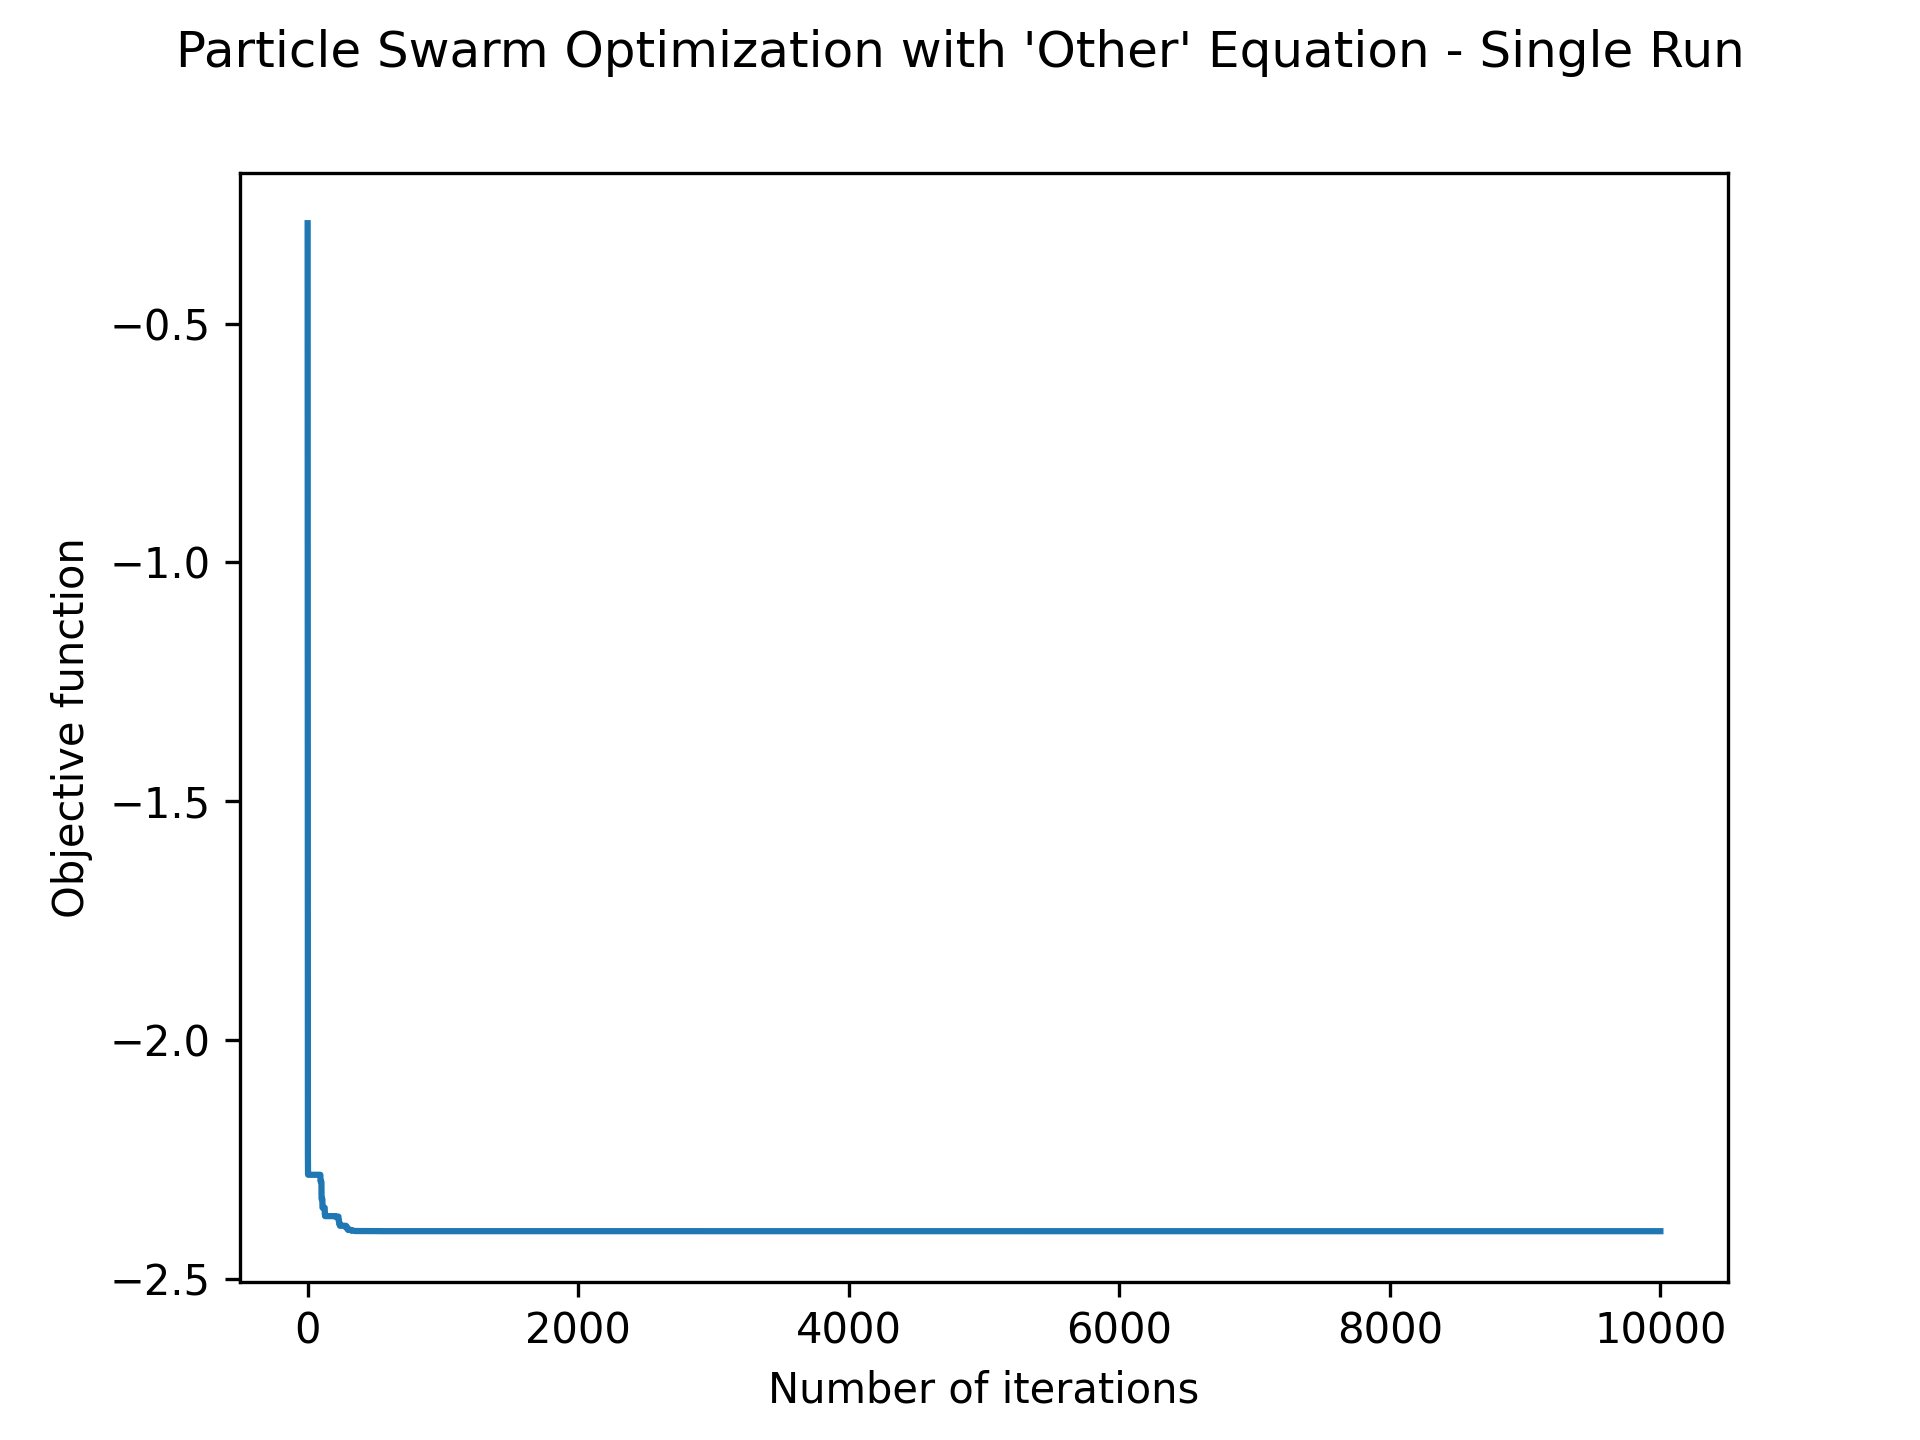 Particle Swarm Optimization with 'Other' Equation - Single Run
Objective function
−0.5
−1.0
−1.5
−2.0
−2.5
0 2000 4000 6000 8000 10000
Number of iterations